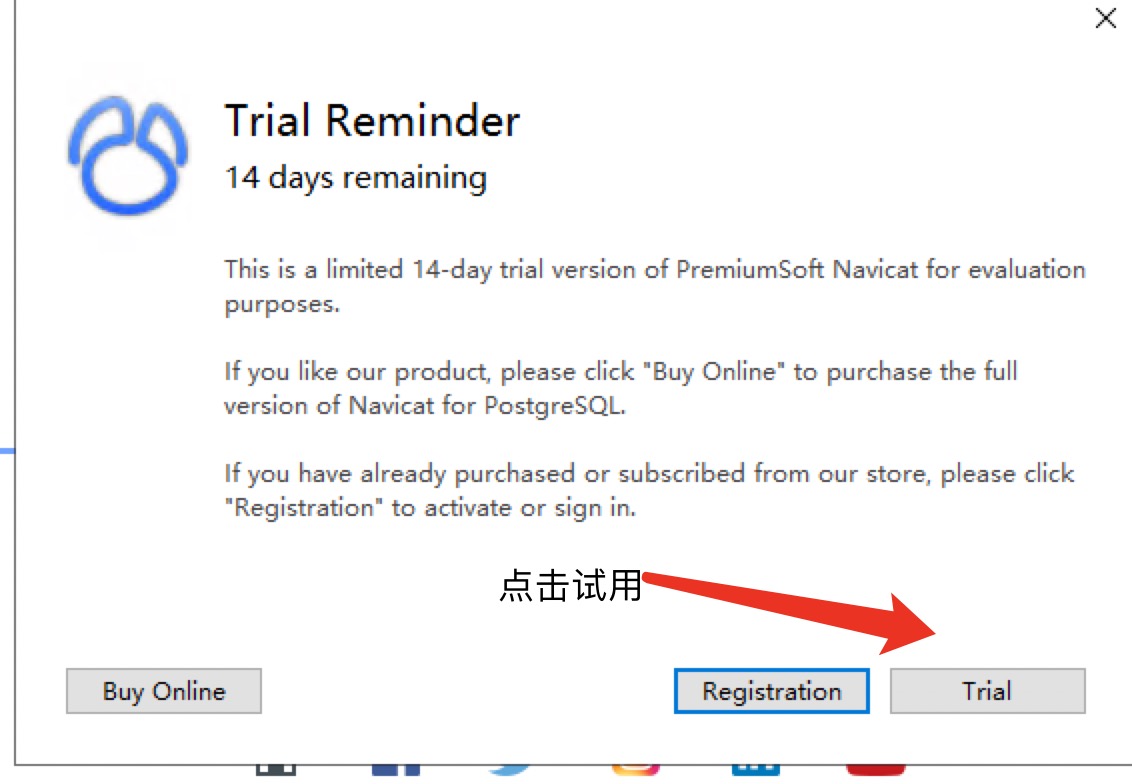 Trial Reminder
14 days remaining
This is a limited 14-day trial version of PremiumSoft Navicat for evaluation
purposes.
If you like our product, please click "Buy Online" to purchase the full
version of Navicat for PostgreSQL.
If you have already purchased or subscribed from our store, please click
"Registration" to activate or sign in.
点击试用
Buy Online
Registration
Trial